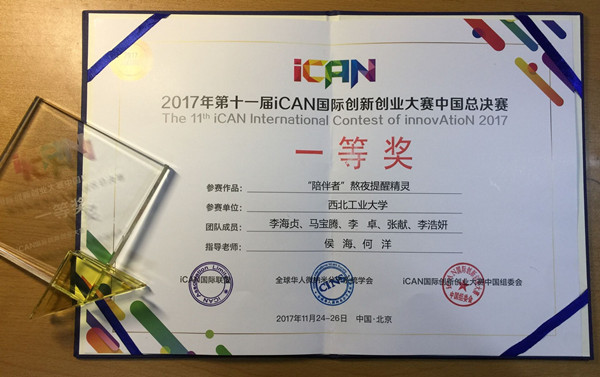 iCAN
2017年第十一届iCAN国际创新创业大赛中国总决赛
The 11th iCAN International Contest of innovAtioN 2017
一等奖
参赛作品： “陪伴者”熬夜提醒精灵
参赛单位： 西北工业大学
团队成员： 李海贞、马宝腾、李 卓、张献、李浩妍
指导老师： 侯 海、何 洋
iCAN国际联盟 全球华人微纳米分子系统学会 iCAN国际创新创业大赛中国组委会
2017年11月24-26日 中国·北京
一等奖